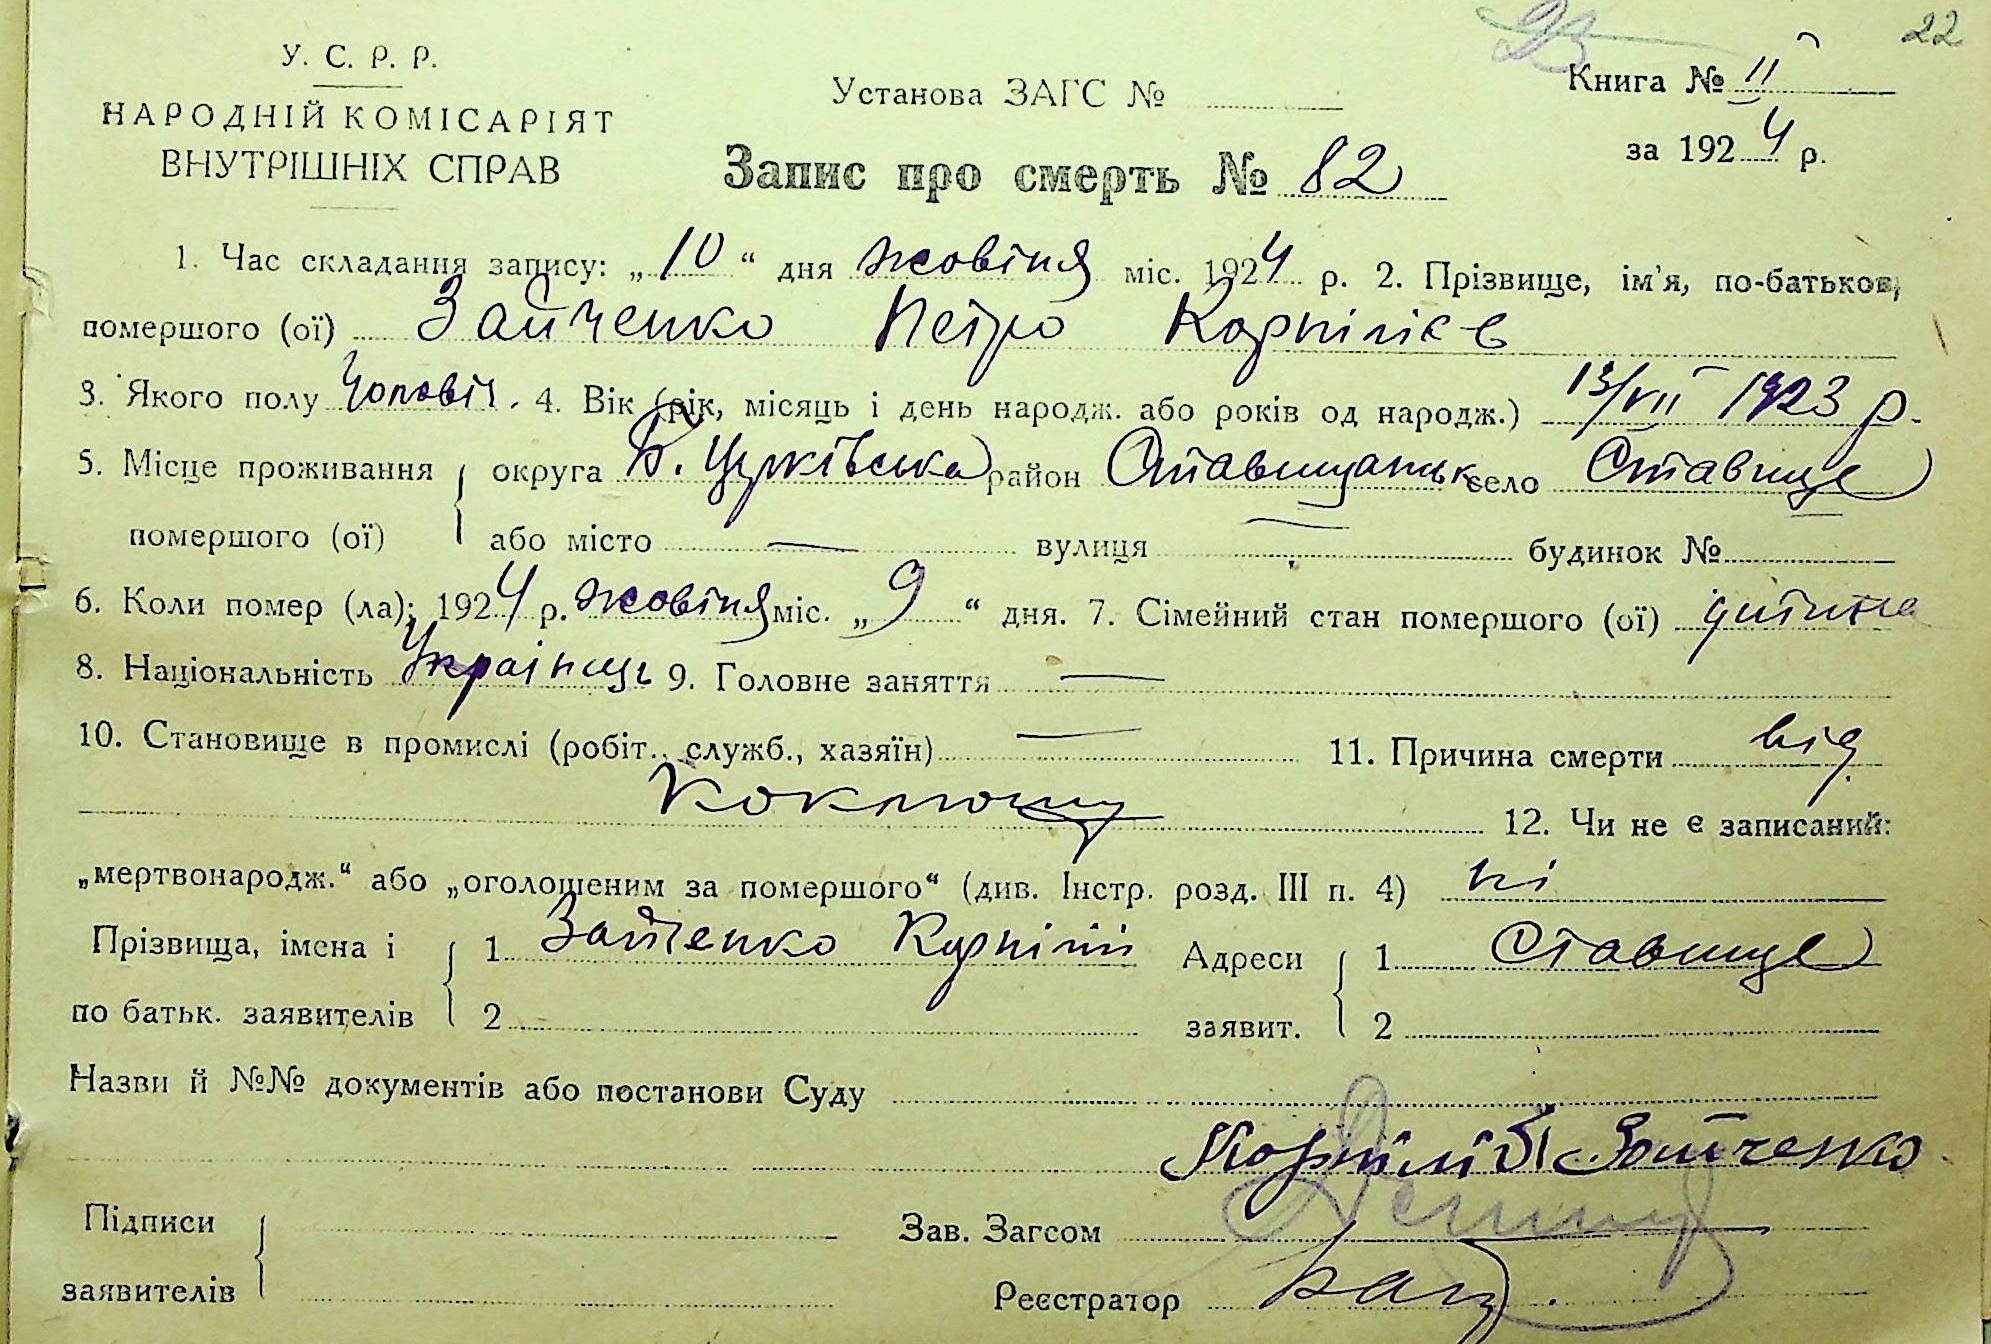 22
У. С. Р. Р.
НАРОДНІЙ КОМІСАРІЯТ
ВНУТРІШНІХ СПРАВ
Установа ЗАГС №
Книга № II
за 1924 р.
Запис про смерть № 82
1. Час складання запису: „10“ дня жовтня міс. 1924 р. 2. Прізвище, ім'я, по-батьков,
помершого (ої) Зайченко Петро Корнілієв
3. Якого полу чоловіч. 4. Вік (рік, місяць і день народж. або років од народж.) 13/VII 1923 р.
5. Місце проживання округа Б. Церківська район Ставищанськ село Ставище
помершого (ої) або місто — вулиця — будинок № —
6. Коли помер (ла): 1924 р. жовтня міс. „9“ дня. 7. Сімейний стан помершого (ої) дитина
8. Національність Українець 9. Головне заняття —
10. Становище в промислі (робіт., служб., хазяїн) — 11. Причина смерти від
коклюшу 12. Чи не є записаний:
„мертвонародж.“ або „оголошеним за помершого“ (див. Інстр. розд. III п. 4) ні
Прізвища, імена і 1 Зайченко Корній Адреси 1 Ставище
по батьк. заявителів 2 заявит. 2
Назви й №№ документів або постанови Суду
Корнілій Зайченко
Підписи Зав. Загсом
заявителів Реєстратор